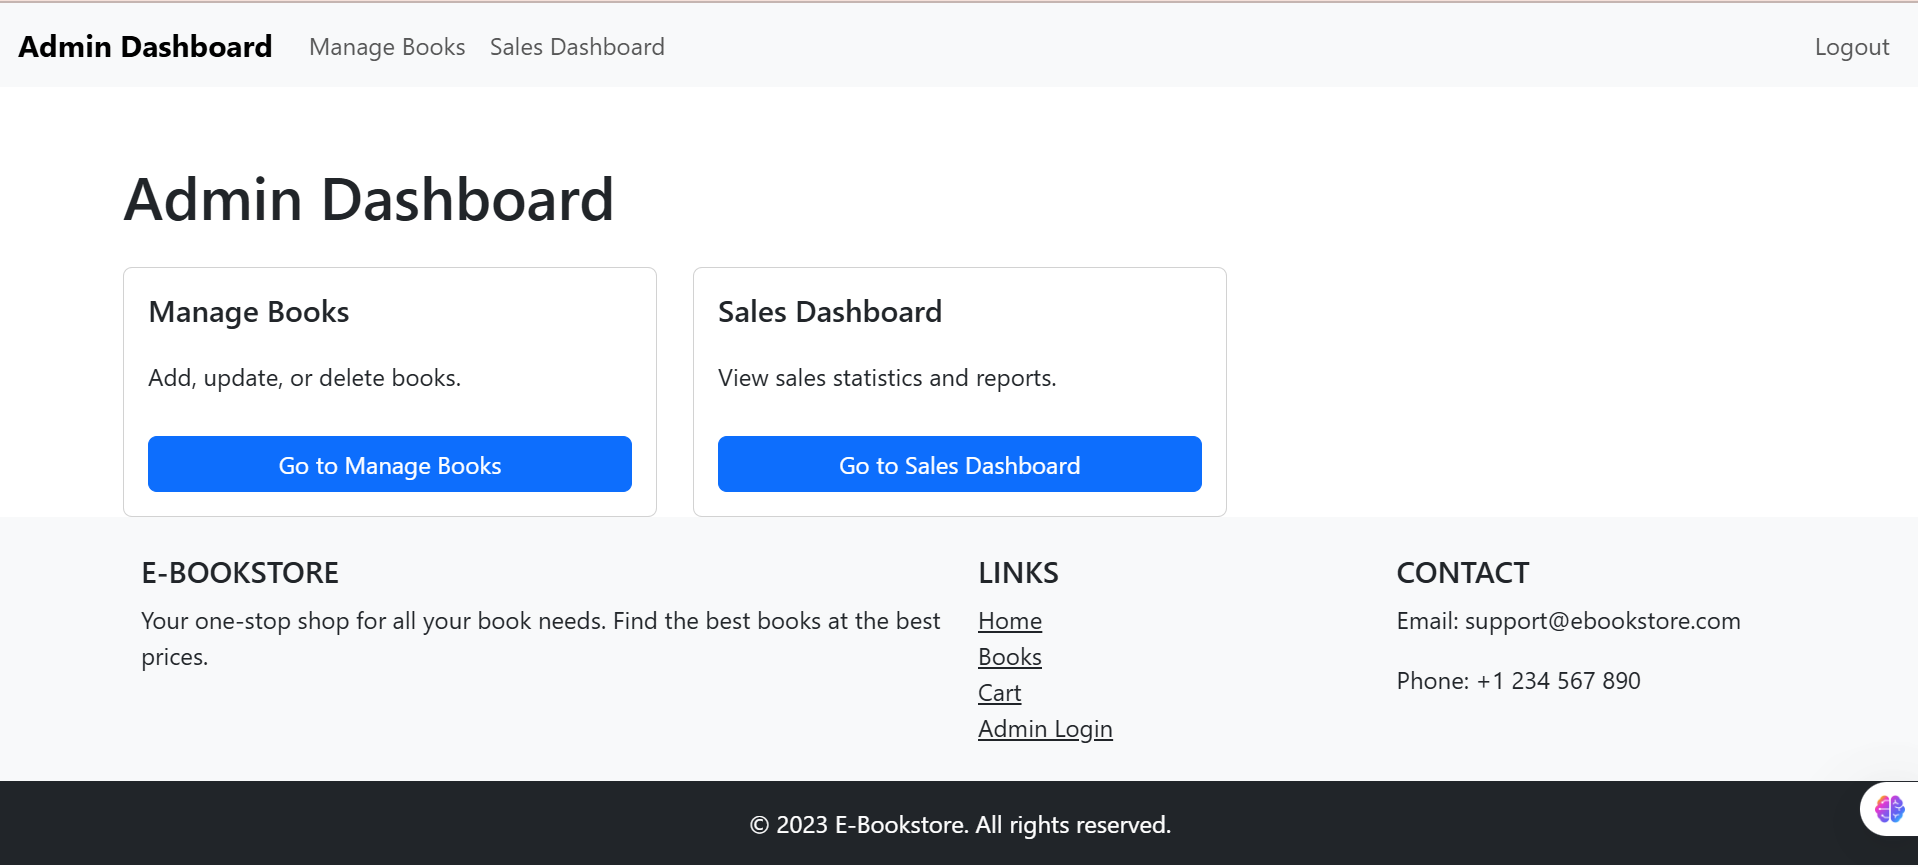 Admin Dashboard Manage Books Sales Dashboard Logout
Admin Dashboard
Manage Books
Add, update, or delete books.
Go to Manage Books
Sales Dashboard
View sales statistics and reports.
Go to Sales Dashboard
E-BOOKSTORE
Your one-stop shop for all your book needs. Find the best books at the best
prices.
LINKS
Home
Books
Cart
Admin Login
CONTACT
Email: support@ebookstore.com
Phone: +1 234 567 890
© 2023 E-Bookstore. All rights reserved.